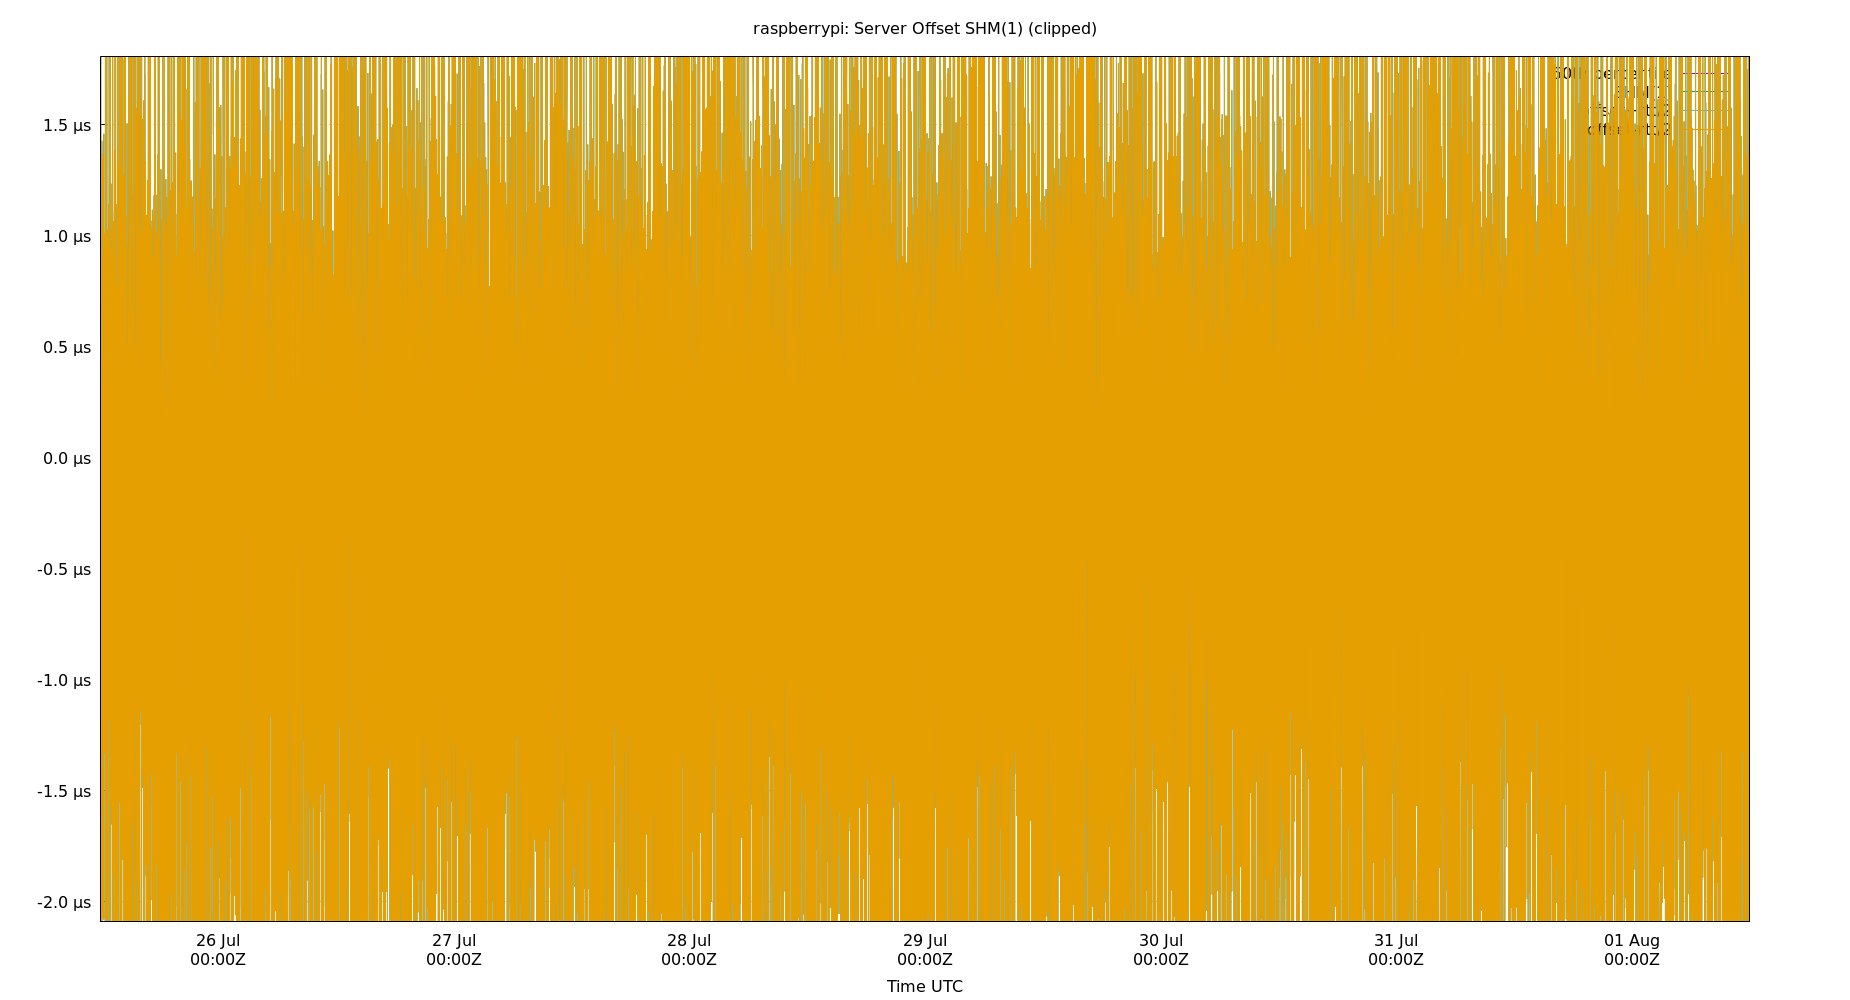 raspberrypi: Server Offset SHM(1) (clipped)
1.5 µs
1.0 µs
0.5 µs
0.0 µs
-0.5 µs
-1.0 µs
-1.5 µs
-2.0 µs
26 Jul 27 Jul 28 Jul 29 Jul 30 Jul 31 Jul 01 Aug
00:00Z 00:00Z 00:00Z 00:00Z 00:00Z 00:00Z 00:00Z
Time UTC